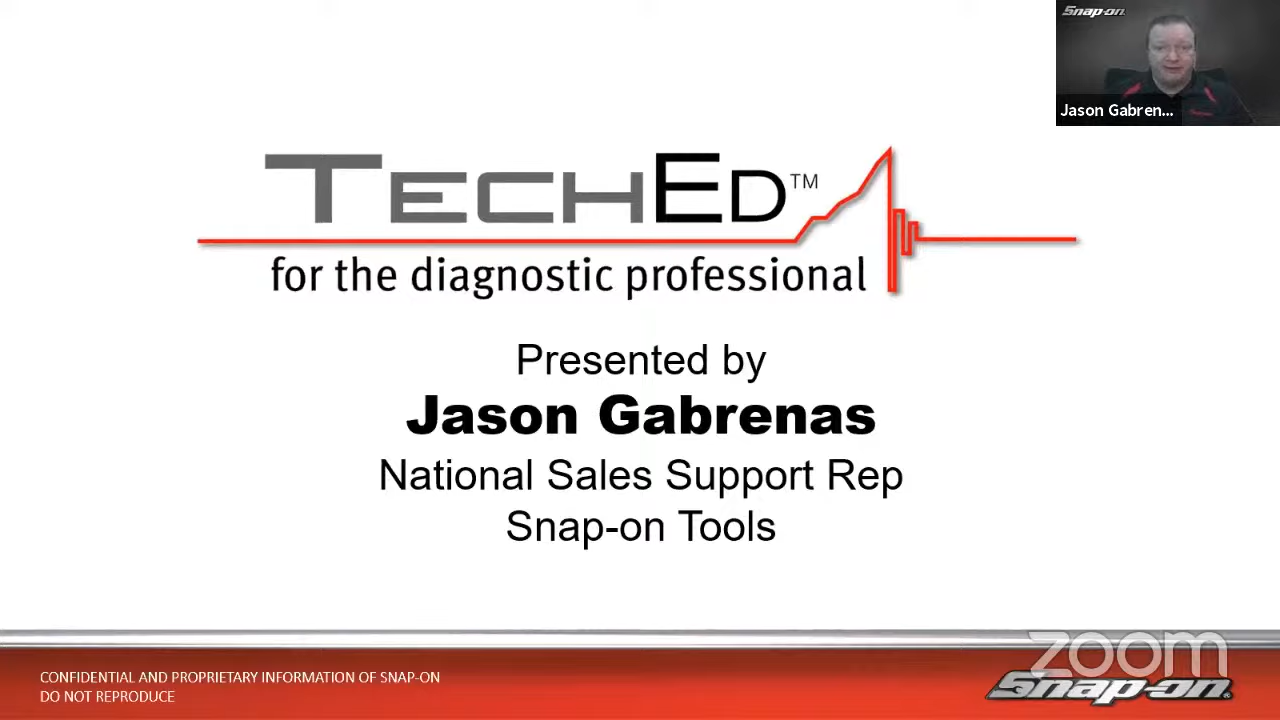 Snap-on
Jason Gabren...
TECHED™
for the diagnostic professional
Presented by
Jason Gabrenas
National Sales Support Rep
Snap-on Tools
zoom
CONFIDENTIAL AND PROPRIETARY INFORMATION OF SNAP-ON
DO NOT REPRODUCE
Snap-on®